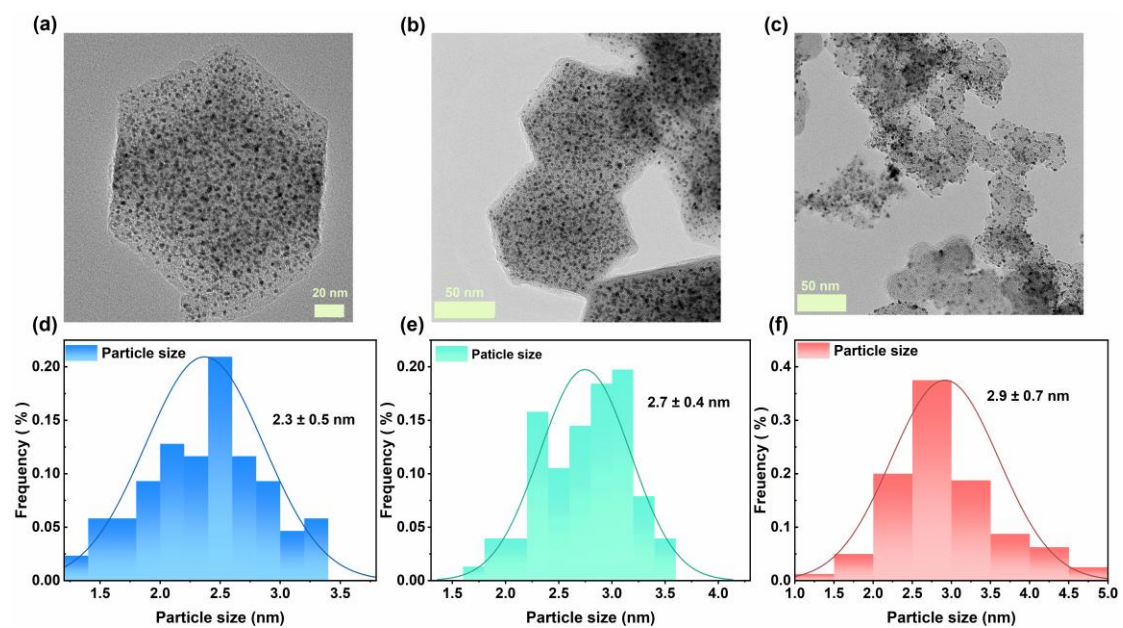 (a)
20 nm
(b)
50 nm
(c)
50 nm
(d)
Particle size
2.3 ± 0.5 nm
Frequency ( % )
0.20
0.15
0.10
0.05
0.00
1.5 2.0 2.5 3.0 3.5
Particle size (nm)
(e)
Paticle size
2.7 ± 0.4 nm
Frequency ( % )
0.20
0.15
0.10
0.05
0.00
2.0 2.5 3.0 3.5 4.0
Particle size (nm)
(f)
Particle size
2.9 ± 0.7 nm
Freuency ( % )
0.4
0.3
0.2
0.1
0.0
1.0 1.5 2.0 2.5 3.0 3.5 4.0 4.5 5.0
Particle size (nm)